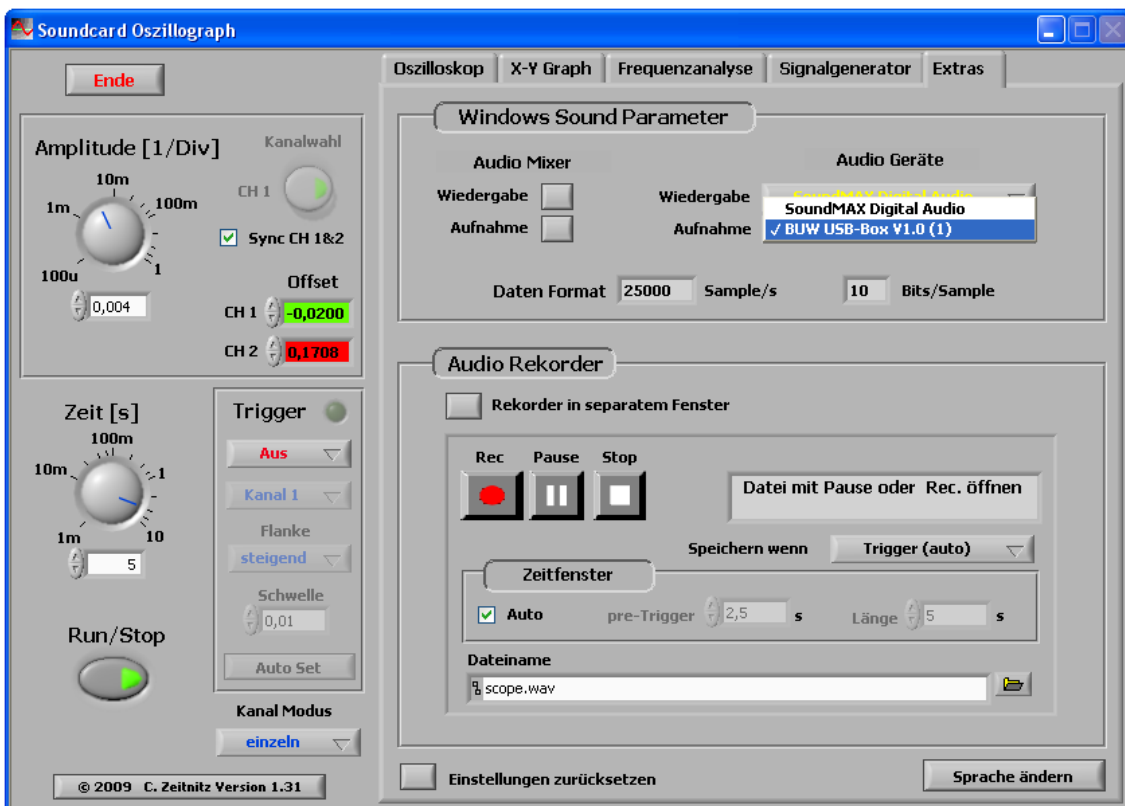 Soundcard Oszillograph
Ende
Oszilloskop X-Y Graph Frequenzanalyse Signalgenerator Extras
Amplitude [1/Div]
Kanalwahl
10m
1m
100m
100u
1
CH 1
Sync CH 1&2
0,004
Offset
CH 1 -0,0200
CH 2 0,1708
Zeit [s]
100m
10m
1
1m
10
5
Run/Stop
Trigger
Aus
Kanal 1
Flanke
steigend
Schwelle
0,01
Auto Set
Kanal Modus
einzeln
© 2009 C. Zeitnitz Version 1.31
Windows Sound Parameter
Audio Mixer
Wiedergabe
Aufnahme
Audio Geräte
Wiedergabe SoundMAX Digital Audio
SoundMAX Digital Audio
Aufnahme ✓ BUW USB-Box V1.0 (1)
Daten Format 25000 Sample/s 10 Bits/Sample
Audio Rekorder
Rekorder in separatem Fenster
Rec Pause Stop
Datei mit Pause oder Rec. öffnen
Speichern wenn Trigger (auto)
Zeitfenster
Auto pre-Trigger 2,5 s Länge 5 s
Dateiname
scope.wav
Einstellungen zurücksetzen
Sprache ändern